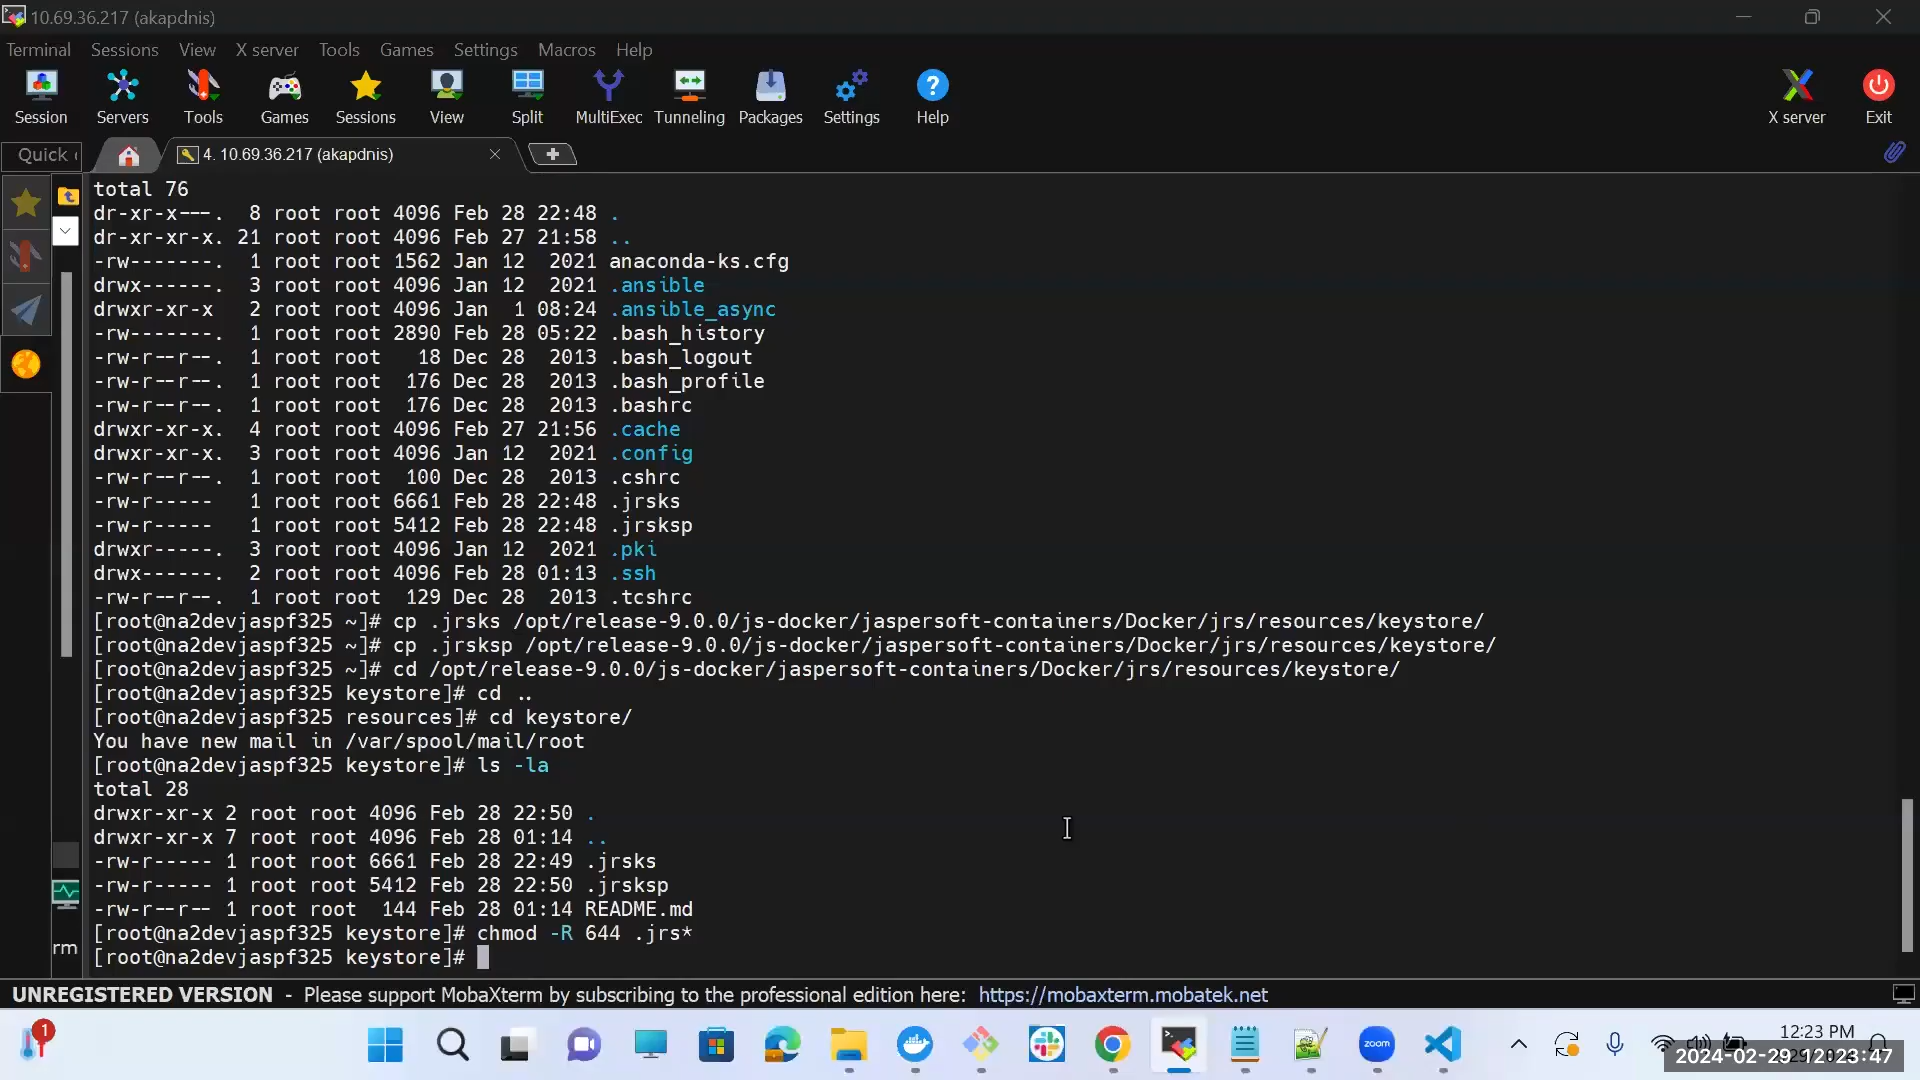 10.69.36.217 (akapdnis)
Terminal Sessions View X server Tools Games Settings Macros Help
Session Servers Tools Games Sessions View Split MultiExec Tunneling Packages Settings Help X server Exit
Quick 4. 10.69.36.217 (akapdnis)
total 76
dr-xr-x---. 8 root root 4096 Feb 28 22:48 .
dr-xr-xr-x. 21 root root 4096 Feb 27 21:58 ..
-rw-------. 1 root root 1562 Jan 12 2021 anaconda-ks.cfg
drwx------. 3 root root 4096 Jan 12 2021 .ansible
drwxr-xr-x 2 root root 4096 Jan 1 08:24 .ansible_async
-rw-------. 1 root root 2890 Feb 28 05:22 .bash_history
-rw-r--r--. 1 root root 18 Dec 28 2013 .bash_logout
-rw-r--r--. 1 root root 176 Dec 28 2013 .bash_profile
-rw-r--r--. 1 root root 176 Dec 28 2013 .bashrc
drwxr-xr-x. 4 root root 4096 Feb 27 21:56 .cache
drwxr-xr-x. 3 root root 4096 Jan 12 2021 .config
-rw-r--r--. 1 root root 100 Dec 28 2013 .cshrc
-rw-r----- 1 root root 6661 Feb 28 22:48 .jrsks
-rw-r----- 1 root root 5412 Feb 28 22:48 .jrsksp
drwxr-----. 3 root root 4096 Jan 12 2021 .pki
drwx------. 2 root root 4096 Feb 28 01:13 .ssh
-rw-r--r--. 1 root root 129 Dec 28 2013 .tcshrc
[root@na2devjaspf325 ~]# cp .jrsks /opt/release-9.0.0/js-docker/jaspersoft-containers/Docker/jrs/resources/keystore/
[root@na2devjaspf325 ~]# cp .jrsksp /opt/release-9.0.0/js-docker/jaspersoft-containers/Docker/jrs/resources/keystore/
[root@na2devjaspf325 ~]# cd /opt/release-9.0.0/js-docker/jaspersoft-containers/Docker/jrs/resources/keystore/
[root@na2devjaspf325 keystore]# cd ..
[root@na2devjaspf325 resources]# cd keystore/
You have new mail in /var/spool/mail/root
[root@na2devjaspf325 keystore]# ls -la
total 28
drwxr-xr-x 2 root root 4096 Feb 28 22:50 .
drwxr-xr-x 7 root root 4096 Feb 28 01:14 ..
-rw-r----- 1 root root 6661 Feb 28 22:49 .jrsks
-rw-r----- 1 root root 5412 Feb 28 22:50 .jrsksp
-rw-r--r-- 1 root root 144 Feb 28 01:14 README.md
[root@na2devjaspf325 keystore]# chmod -R 644 .jrs*
rm
[root@na2devjaspf325 keystore]#
UNREGISTERED VERSION - Please support MobaXterm by subscribing to the professional edition here: https://mobaxterm.mobatek.net
1
zoom
12:23 PM
2024-02-29 12:23:47